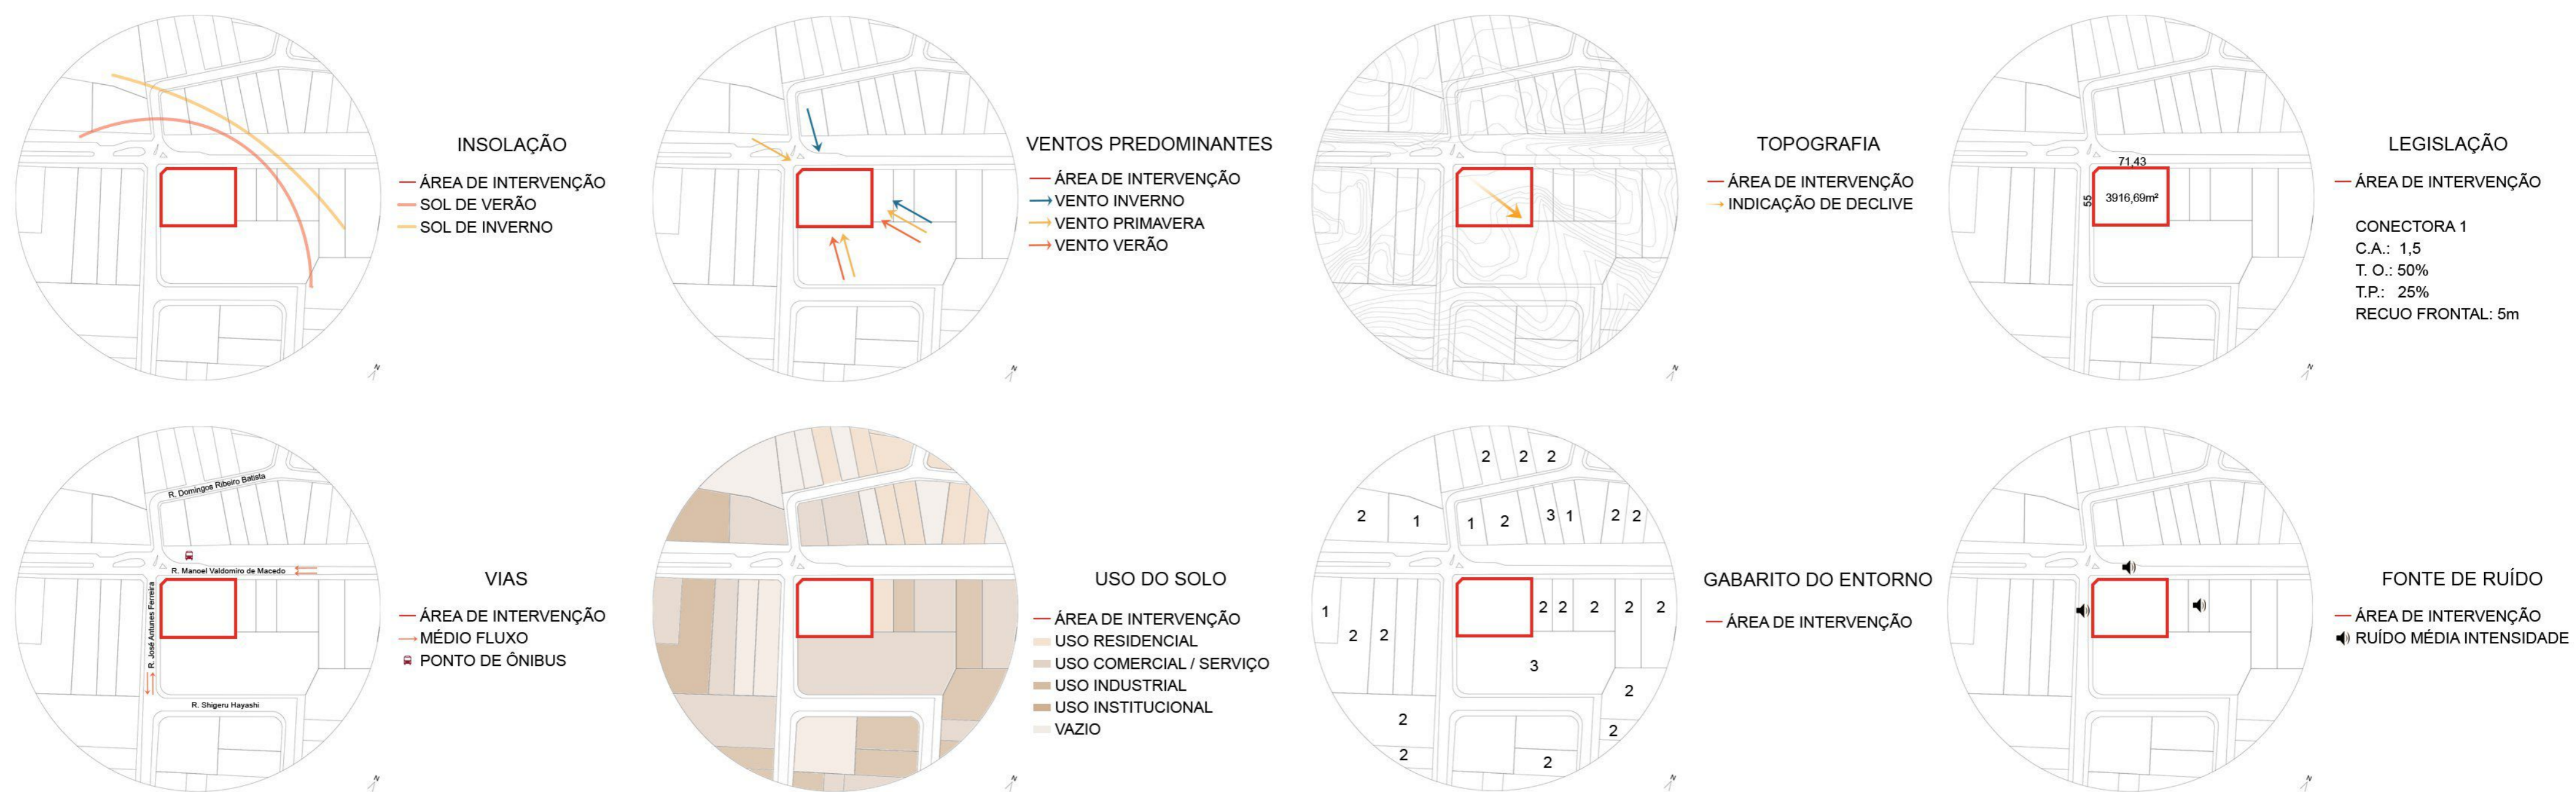 INSOLAÇÃO
ÁREA DE INTERVENÇÃO
SOL DE VERÃO
SOL DE INVERNO
N
VENTOS PREDOMINANTES
ÁREA DE INTERVENÇÃO
VENTO INVERNO
VENTO PRIMAVERA
VENTO VERÃO
N
TOPOGRAFIA
ÁREA DE INTERVENÇÃO
INDICAÇÃO DE DECLIVE
N
71,43
55
3916,69m²
LEGISLAÇÃO
ÁREA DE INTERVENÇÃO
CONECTORA 1
C.A.: 1,5
T. O.: 50%
T.P.: 25%
RECUO FRONTAL: 5m
N
R. Domingos Ribeiro Batista
R. Manoel Valdomiro de Macedo
R. José Antunes Ferreira
R. Shigeru Hayashi
VIAS
ÁREA DE INTERVENÇÃO
MÉDIO FLUXO
PONTO DE ÔNIBUS
N
USO DO SOLO
ÁREA DE INTERVENÇÃO
USO RESIDENCIAL
USO COMERCIAL / SERVIÇO
USO INDUSTRIAL
USO INSTITUCIONAL
VAZIO
N
2 2 2
2 1 1 2 3 1 2 2
1 2 2 2 2 2
2 2
3
2
2
2
2
2
GABARITO DO ENTORNO
ÁREA DE INTERVENÇÃO
N
FONTE DE RUÍDO
ÁREA DE INTERVENÇÃO
RUÍDO MÉDIA INTENSIDADE
N